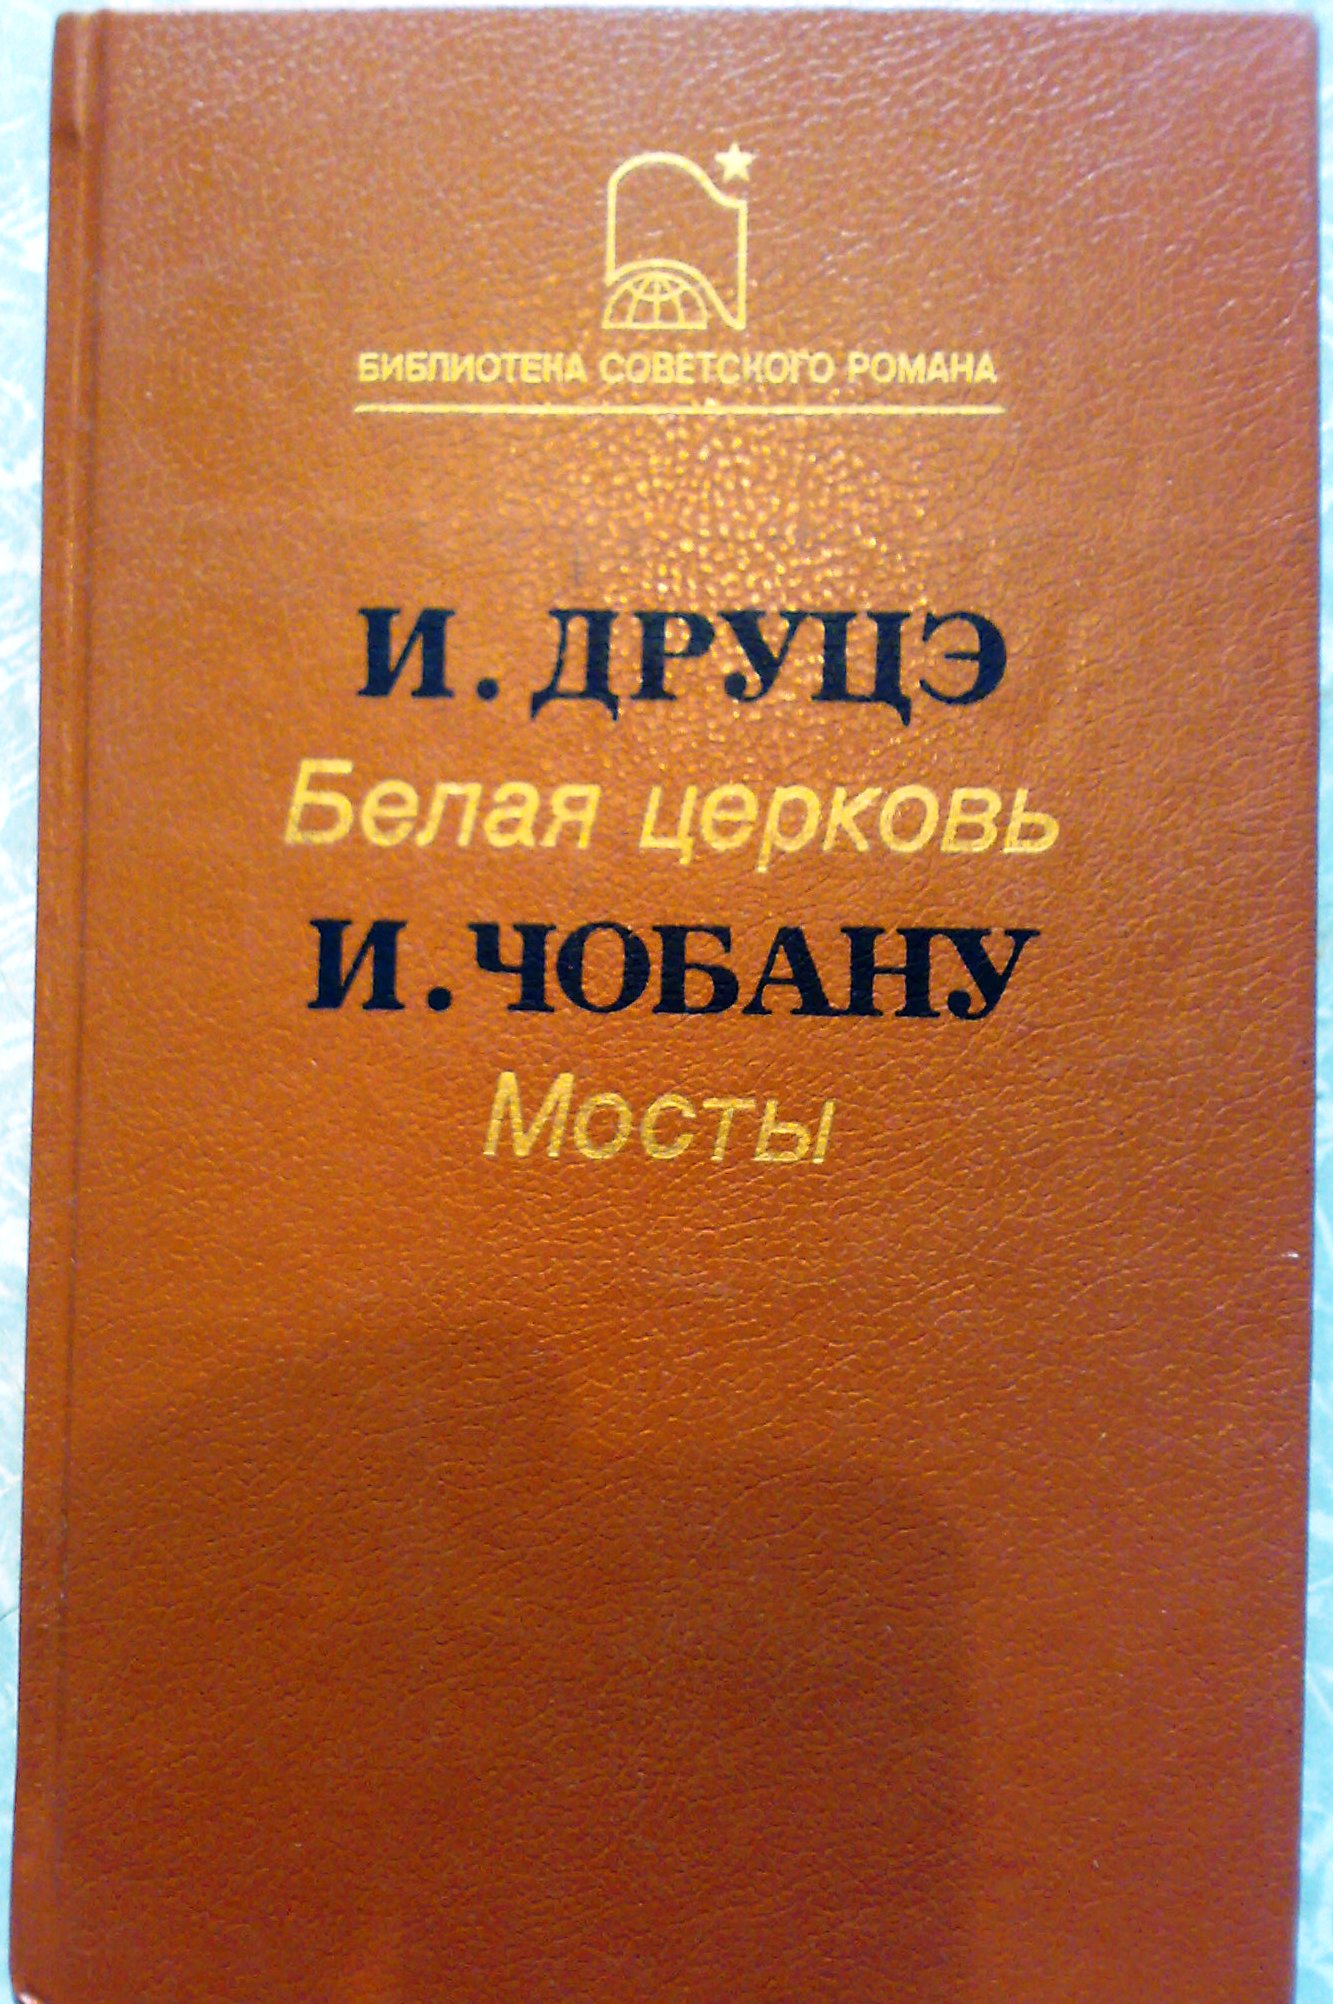 БИБЛИОТЕКА СОВЕТСКОГО РОМАНА
И. ДРУЦЭ
Белая церковь
И. ЧОБАНУ
Мосты